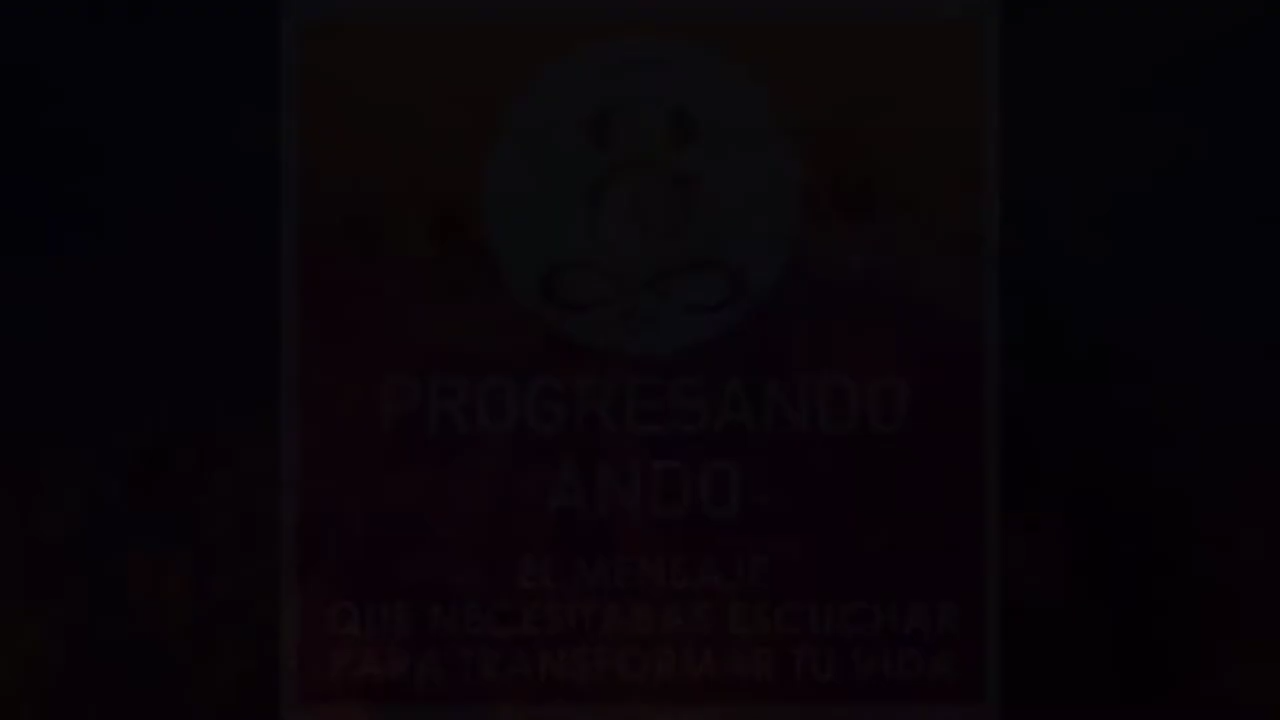 PROGRESANDO
ANDO
EL MENSAJE
QUE NECESITABAS ESCUCHAR
PARA TRANSFORMAR TU VIDA